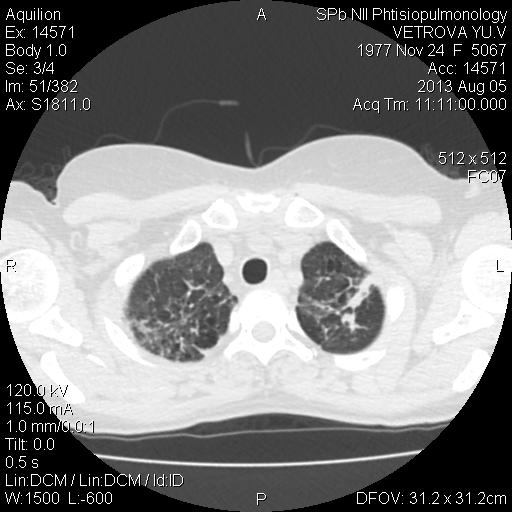 Aquilion
Ex: 14571
Body 1.0
Se: 3/4
Im: 51/382
Ax: S1811.0
A
SPb NII Phtisiopulmonology
VETROVA YU.V
1977 Nov 24 F 5067
Acc: 14571
2013 Aug 05
Acq Tm: 11:11:00.000
512 x 512
FC07
R
L
120.0 kV
115.0 mA
1.0 mm/0.0:1
Tilt: 0.0
0.5 s
Lin:DCM / Lin:DCM / Id:ID
W:1500 L:-600
P
DFOV: 31.2 x 31.2cm